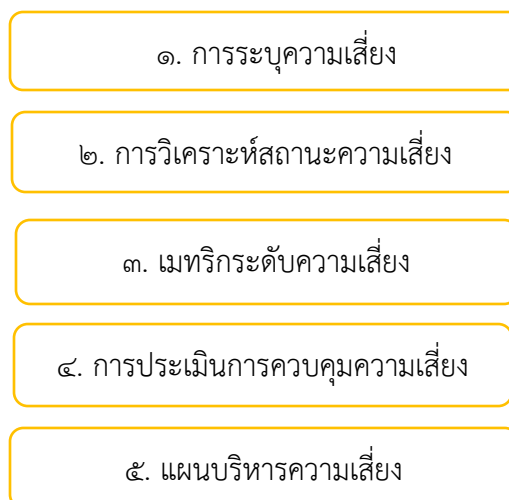 ๑. การระบุความเสี่ยง
๒. การวิเคราะห์สถานะความเสี่ยง
๓. เมทริกระดับความเสี่ยง
๔. การประเมินการควบคุมความเสี่ยง
๕. แผนบริหารความเสี่ยง